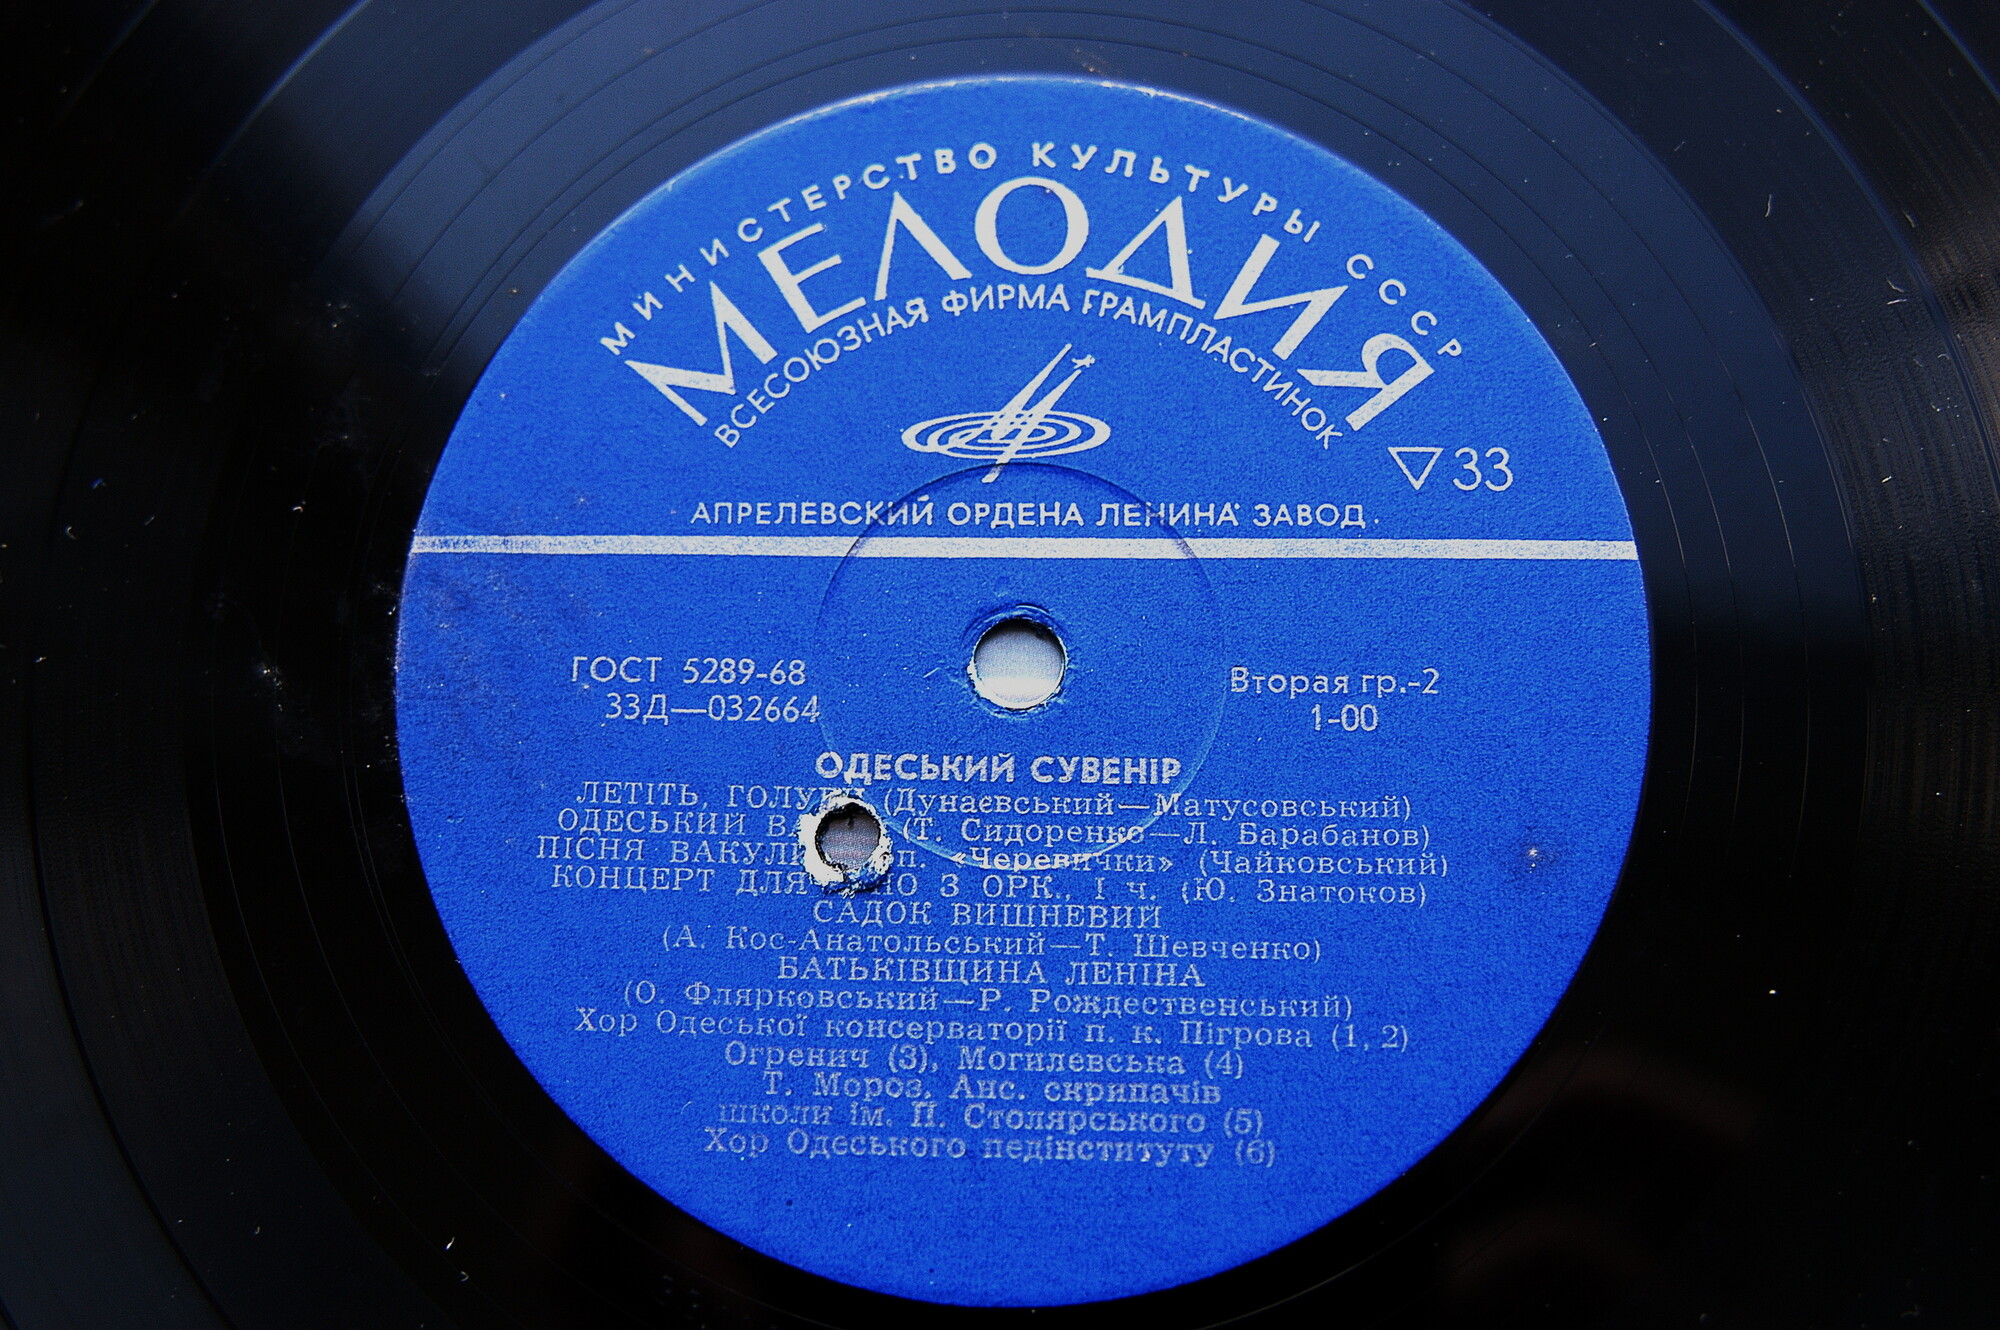 МИНИСТЕРСТВО КУЛЬТУРЫ СССР
МЕЛОДИЯ
ВСЕСОЮЗНАЯ ФИРМА ГРАМПЛАСТИНОК
33
АПРЕЛЕВСКИЙ ОРДЕНА ЛЕНИНА ЗАВОД
ГОСТ 5289-68
33Д—032664
Вторая гр.-2
1-00
ОДЕСЬКИЙ СУВЕНІР
ЛЕТІТЬ, (Дунаєвський—Матусовський)
ОДЕСЬКИЙ (Т. Сидоренко—Л. Барабанов)
ПІСНЯ ВАКУЛИ «Черевички» (Чайковський)
КОНЦЕРТ ДЛЯ З ОРК., І ч. (Ю. Знатоков)
САДОК ВИШНЕВИЙ
(А. Кос-Анатольський—Т. Шевченко)
БАТЬКІВЩИНА ЛЕНІНА
(О. Флярковський—Р. Рождественський)
Хор Одеської консерваторії п. к. Пігрова (1, 2)
Огренич (3), Могилевська (4)
Т. Мороз. Анс. скрипачів
школи ім. П. Столярського (5)
Хор Одеського педінституту (6)